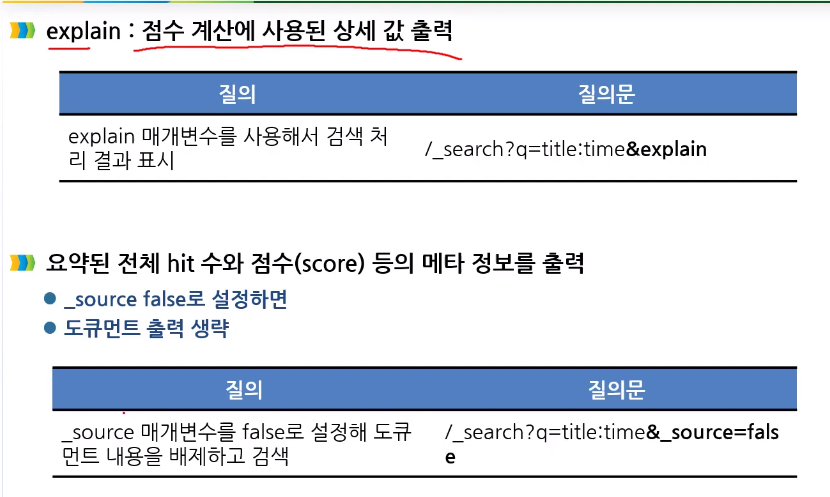 explain : 점수 계산에 사용된 상세 값 출력
질의 질의문
explain 매개변수를 사용해서 검색 처
리 결과 표시
/_search?q=title:time&explain
요약된 전체 hit 수와 점수(score) 등의 메타 정보를 출력
_source false로 설정하면
도큐먼트 출력 생략
질의 질의문
_source 매개변수를 false로 설정해 도큐
먼트 내용을 배제하고 검색
/_search?q=title:time&_source=fals
e